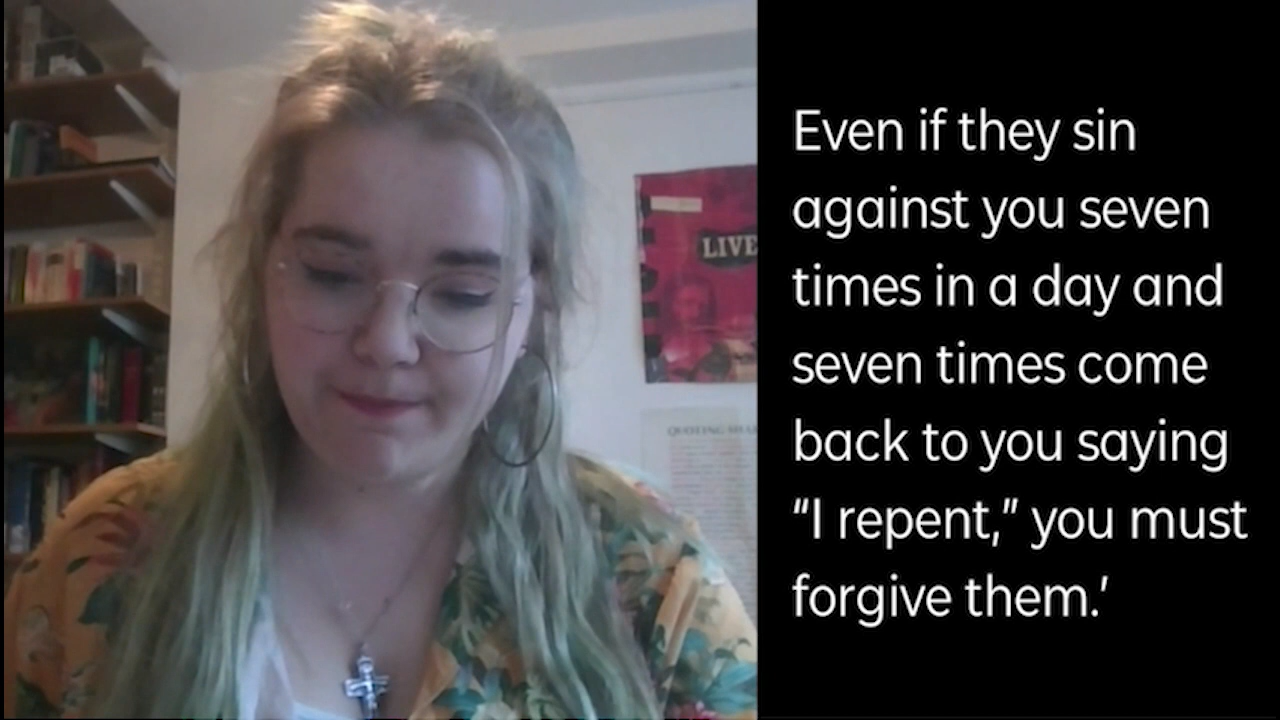 LIVE
QUOTING
Even if they sin
against you seven
times in a day and
seven times come
back to you saying
“I repent,” you must
forgive them.’